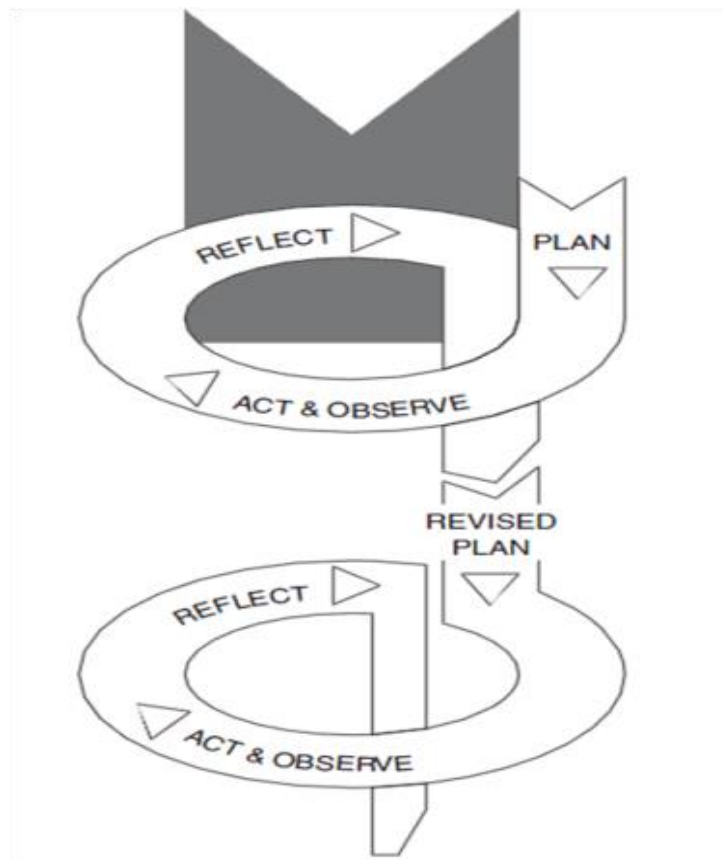 REFLECT
PLAN
ACT & OBSERVE
REVISED
PLAN
REFLECT
ACT & OBSERVE